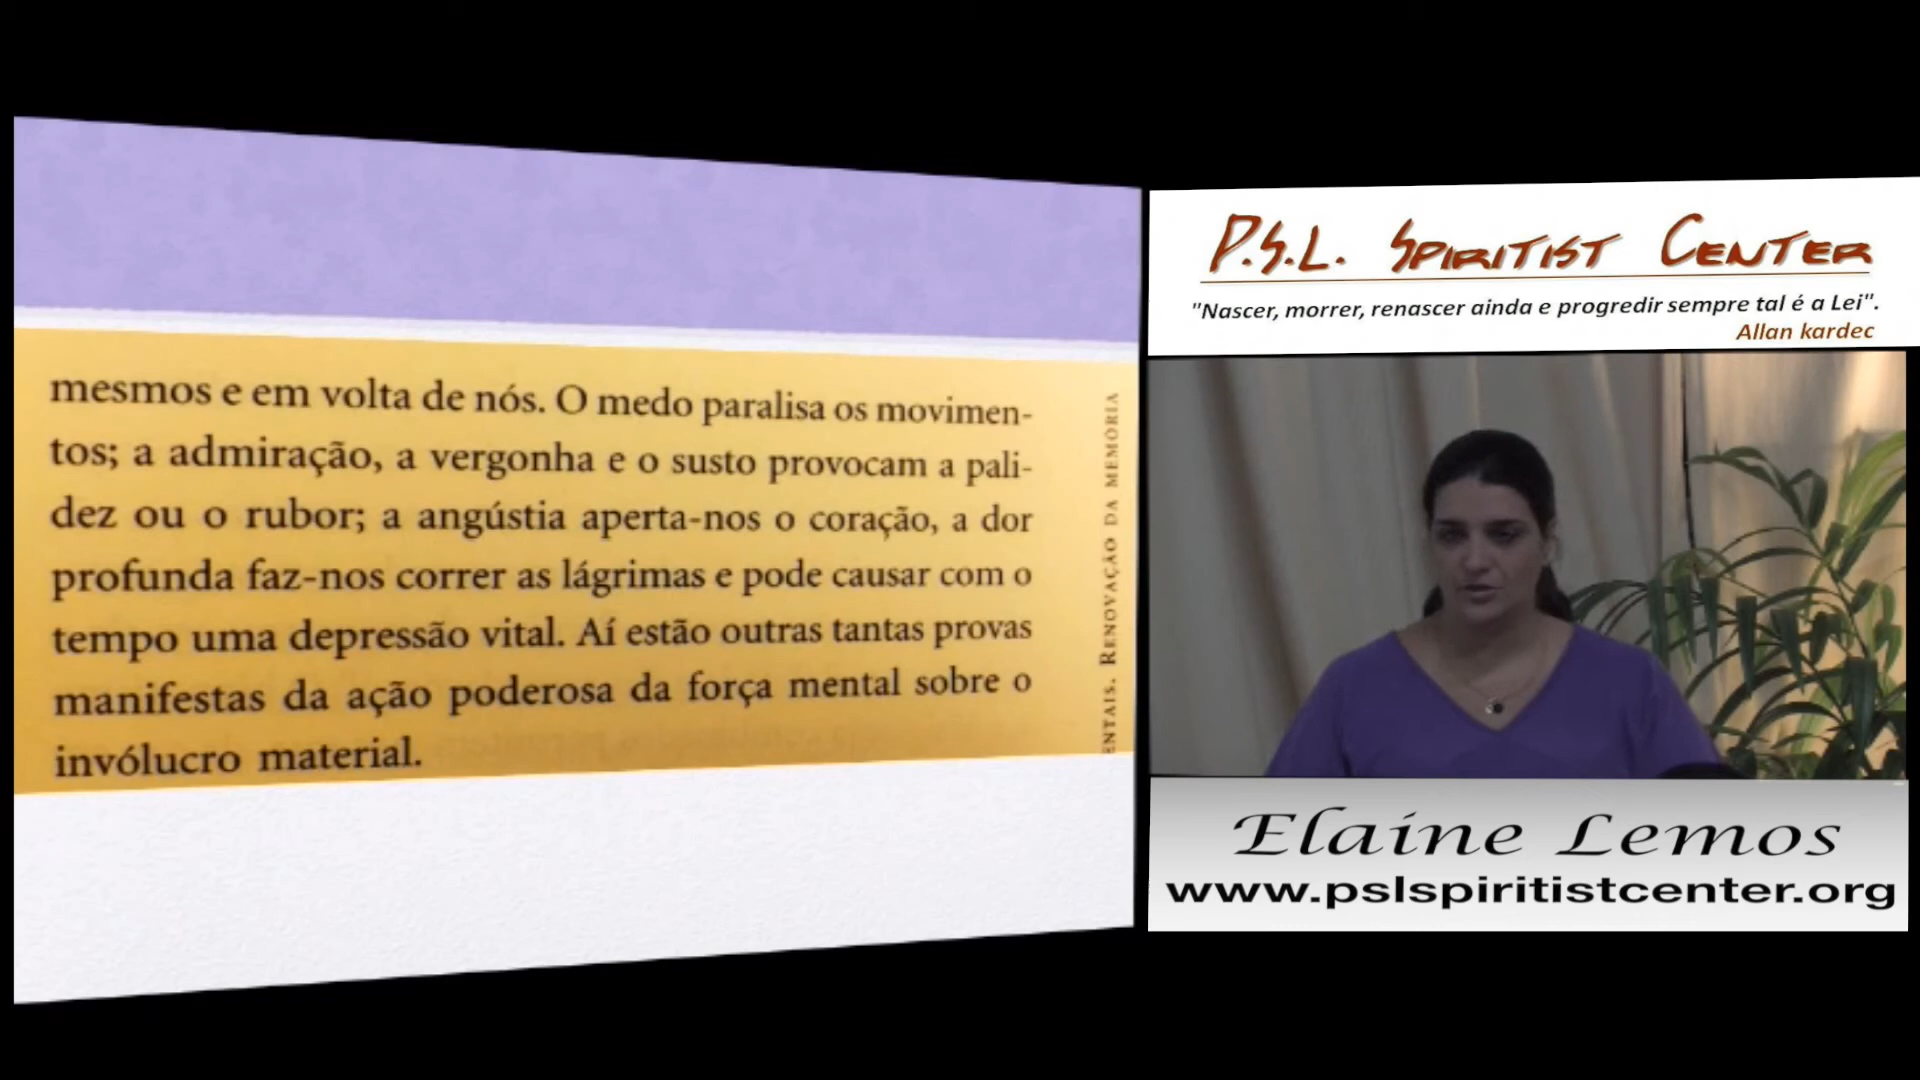 mesmos e em volta de nós. O medo paralisa os movimen-
tos; a admiração, a vergonha e o susto provocam a pali-
dez ou o rubor; a angústia aperta-nos o coração, a dor
profunda faz-nos correr as lágrimas e pode causar com o
tempo uma depressão vital. Aí estão outras tantas provas
manifestas da ação poderosa da força mental sobre o
invólucro material.
ENTAIS. RENOVAÇÃO DA MEMÓRIA
P.S.L. SPIRITIST CENTER
"Nascer, morrer, renascer ainda e progredir sempre tal é a Lei".
Allan kardec
Elaine Lemos
www.pslspiritistcenter.org